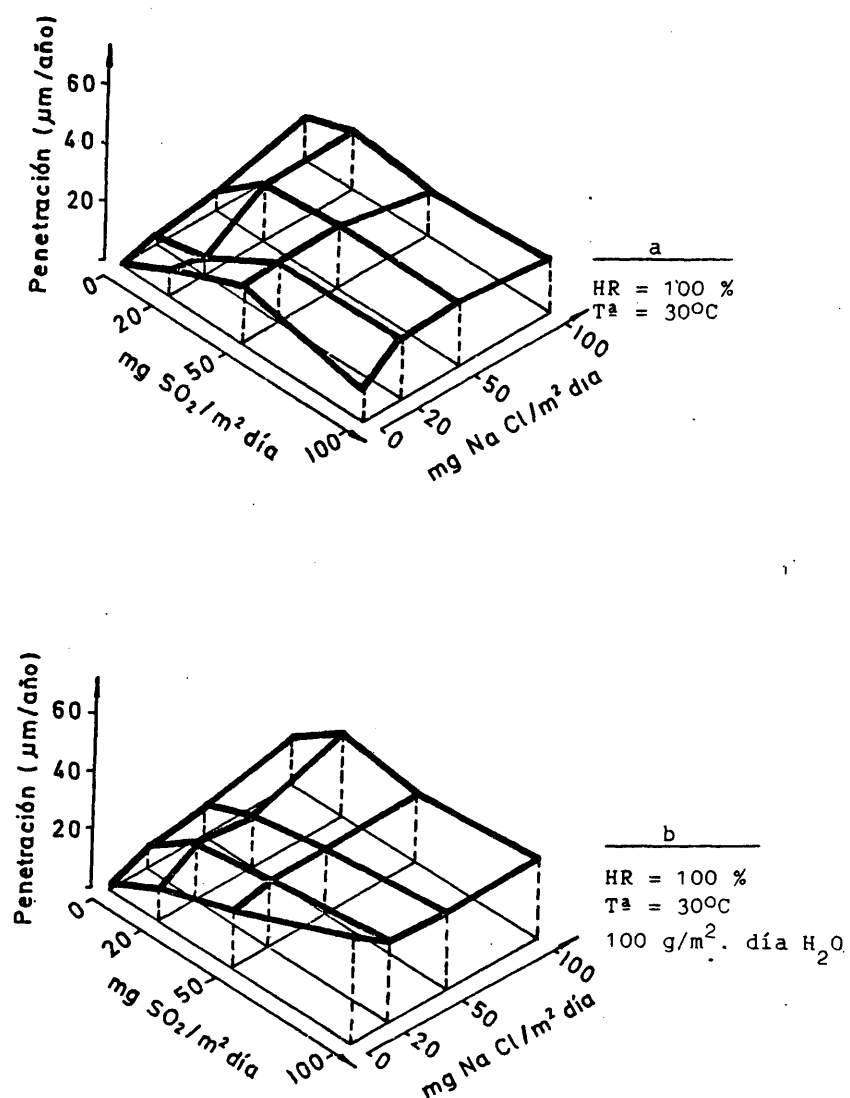 Penetración (µm/año)
60
40
20
0
20
50
100
mg SO₂/m² día
0
20
50
100
mg Na Cl/m² día
a
HR = 100 %
Tª = 30ºC
Penetración (µm/año)
60
40
20
0
20
50
100
mg SO₂/m² día
0
20
50
100
mg Na Cl/m² día
b
HR = 100 %
Tª = 30ºC
100 g/m². día H₂O